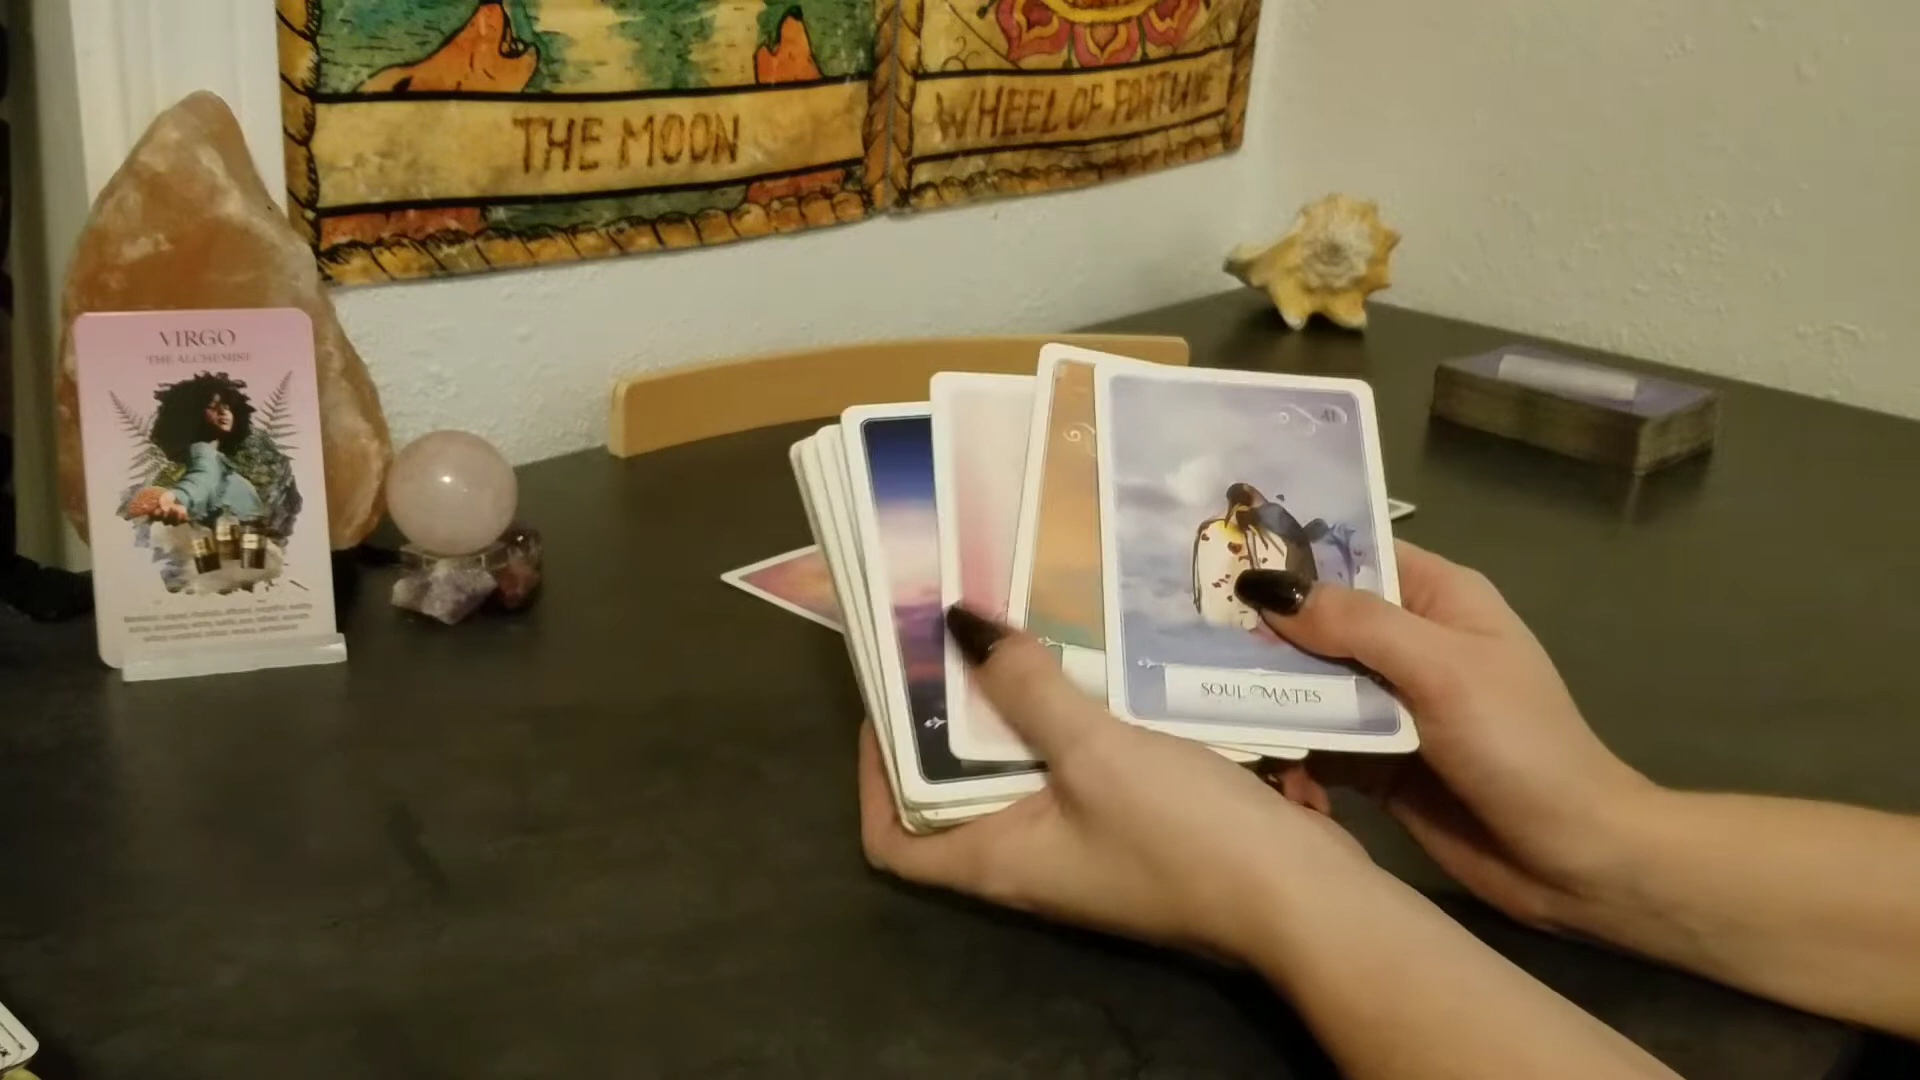 THE MOON
WHEEL OF FORTUNE
VIRGO
THE ALCHEMIST
41
SOUL MATES